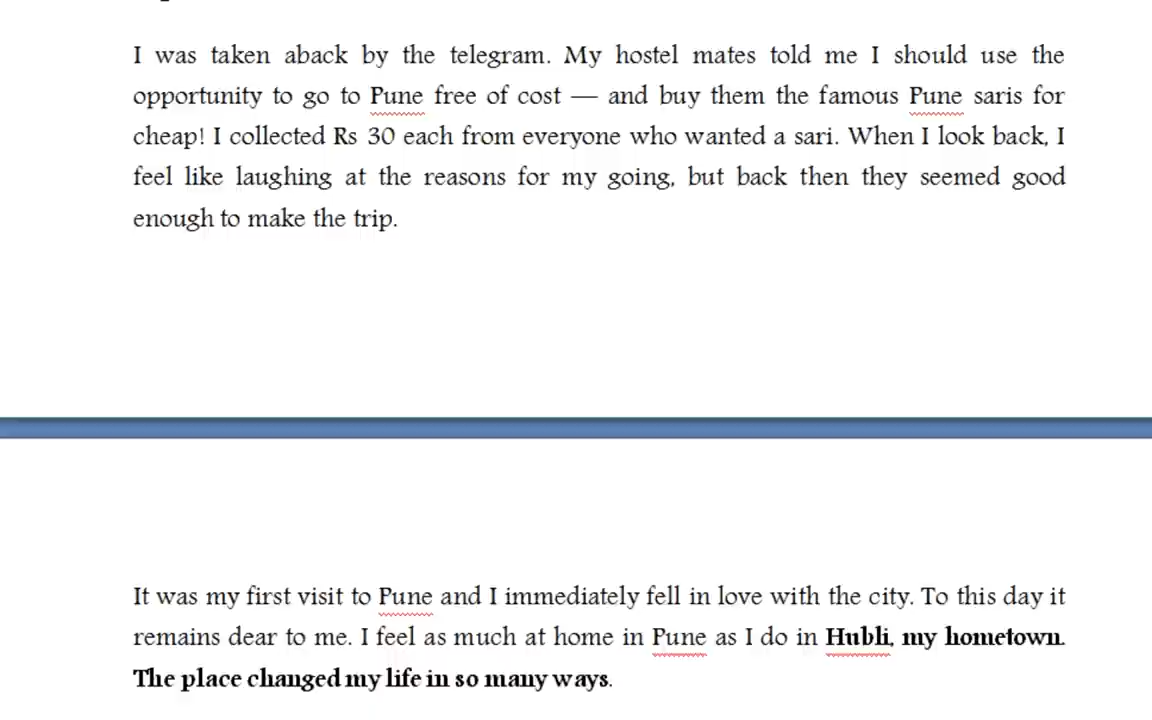 I was taken aback by the telegram. My hostel mates told me I should use the
opportunity to go to Pune free of cost — and buy them the famous Pune saris for
cheap! I collected Rs 30 each from everyone who wanted a sari. When I look back, I
feel like laughing at the reasons for my going, but back then they seemed good
enough to make the trip.
It was my first visit to Pune and I immediately fell in love with the city. To this day it
remains dear to me. I feel as much at home in Pune as I do in Hubli, my hometown.
The place changed my life in so many ways.